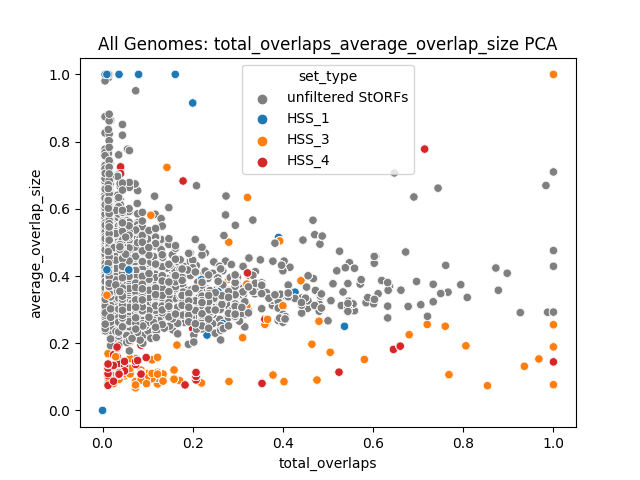 All Genomes: total_overlaps_average_overlap_size PCA
set_type
unfiltered StORFs
HSS_1
HSS_3
HSS_4
average_overlap_size
1.0
0.8
0.6
0.4
0.2
0.0
0.0 0.2 0.4 0.6 0.8 1.0
total_overlaps